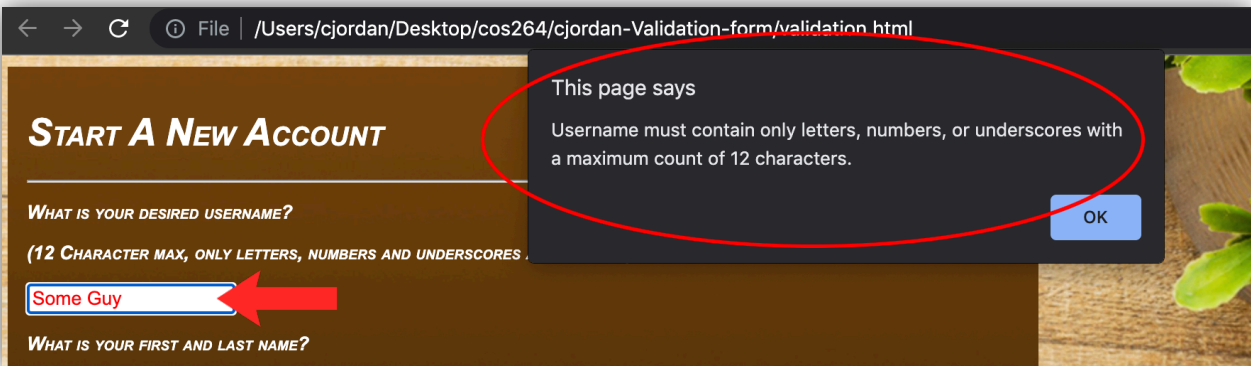 File | /Users/cjordan/Desktop/cos264/cjordan-Validation-form/validation.html
This page says
Username must contain only letters, numbers, or underscores with
a maximum count of 12 characters.
OK
START A NEW ACCOUNT
WHAT IS YOUR DESIRED USERNAME?
(12 CHARACTER MAX, ONLY LETTERS, NUMBERS AND UNDERSCORES
Some Guy
WHAT IS YOUR FIRST AND LAST NAME?